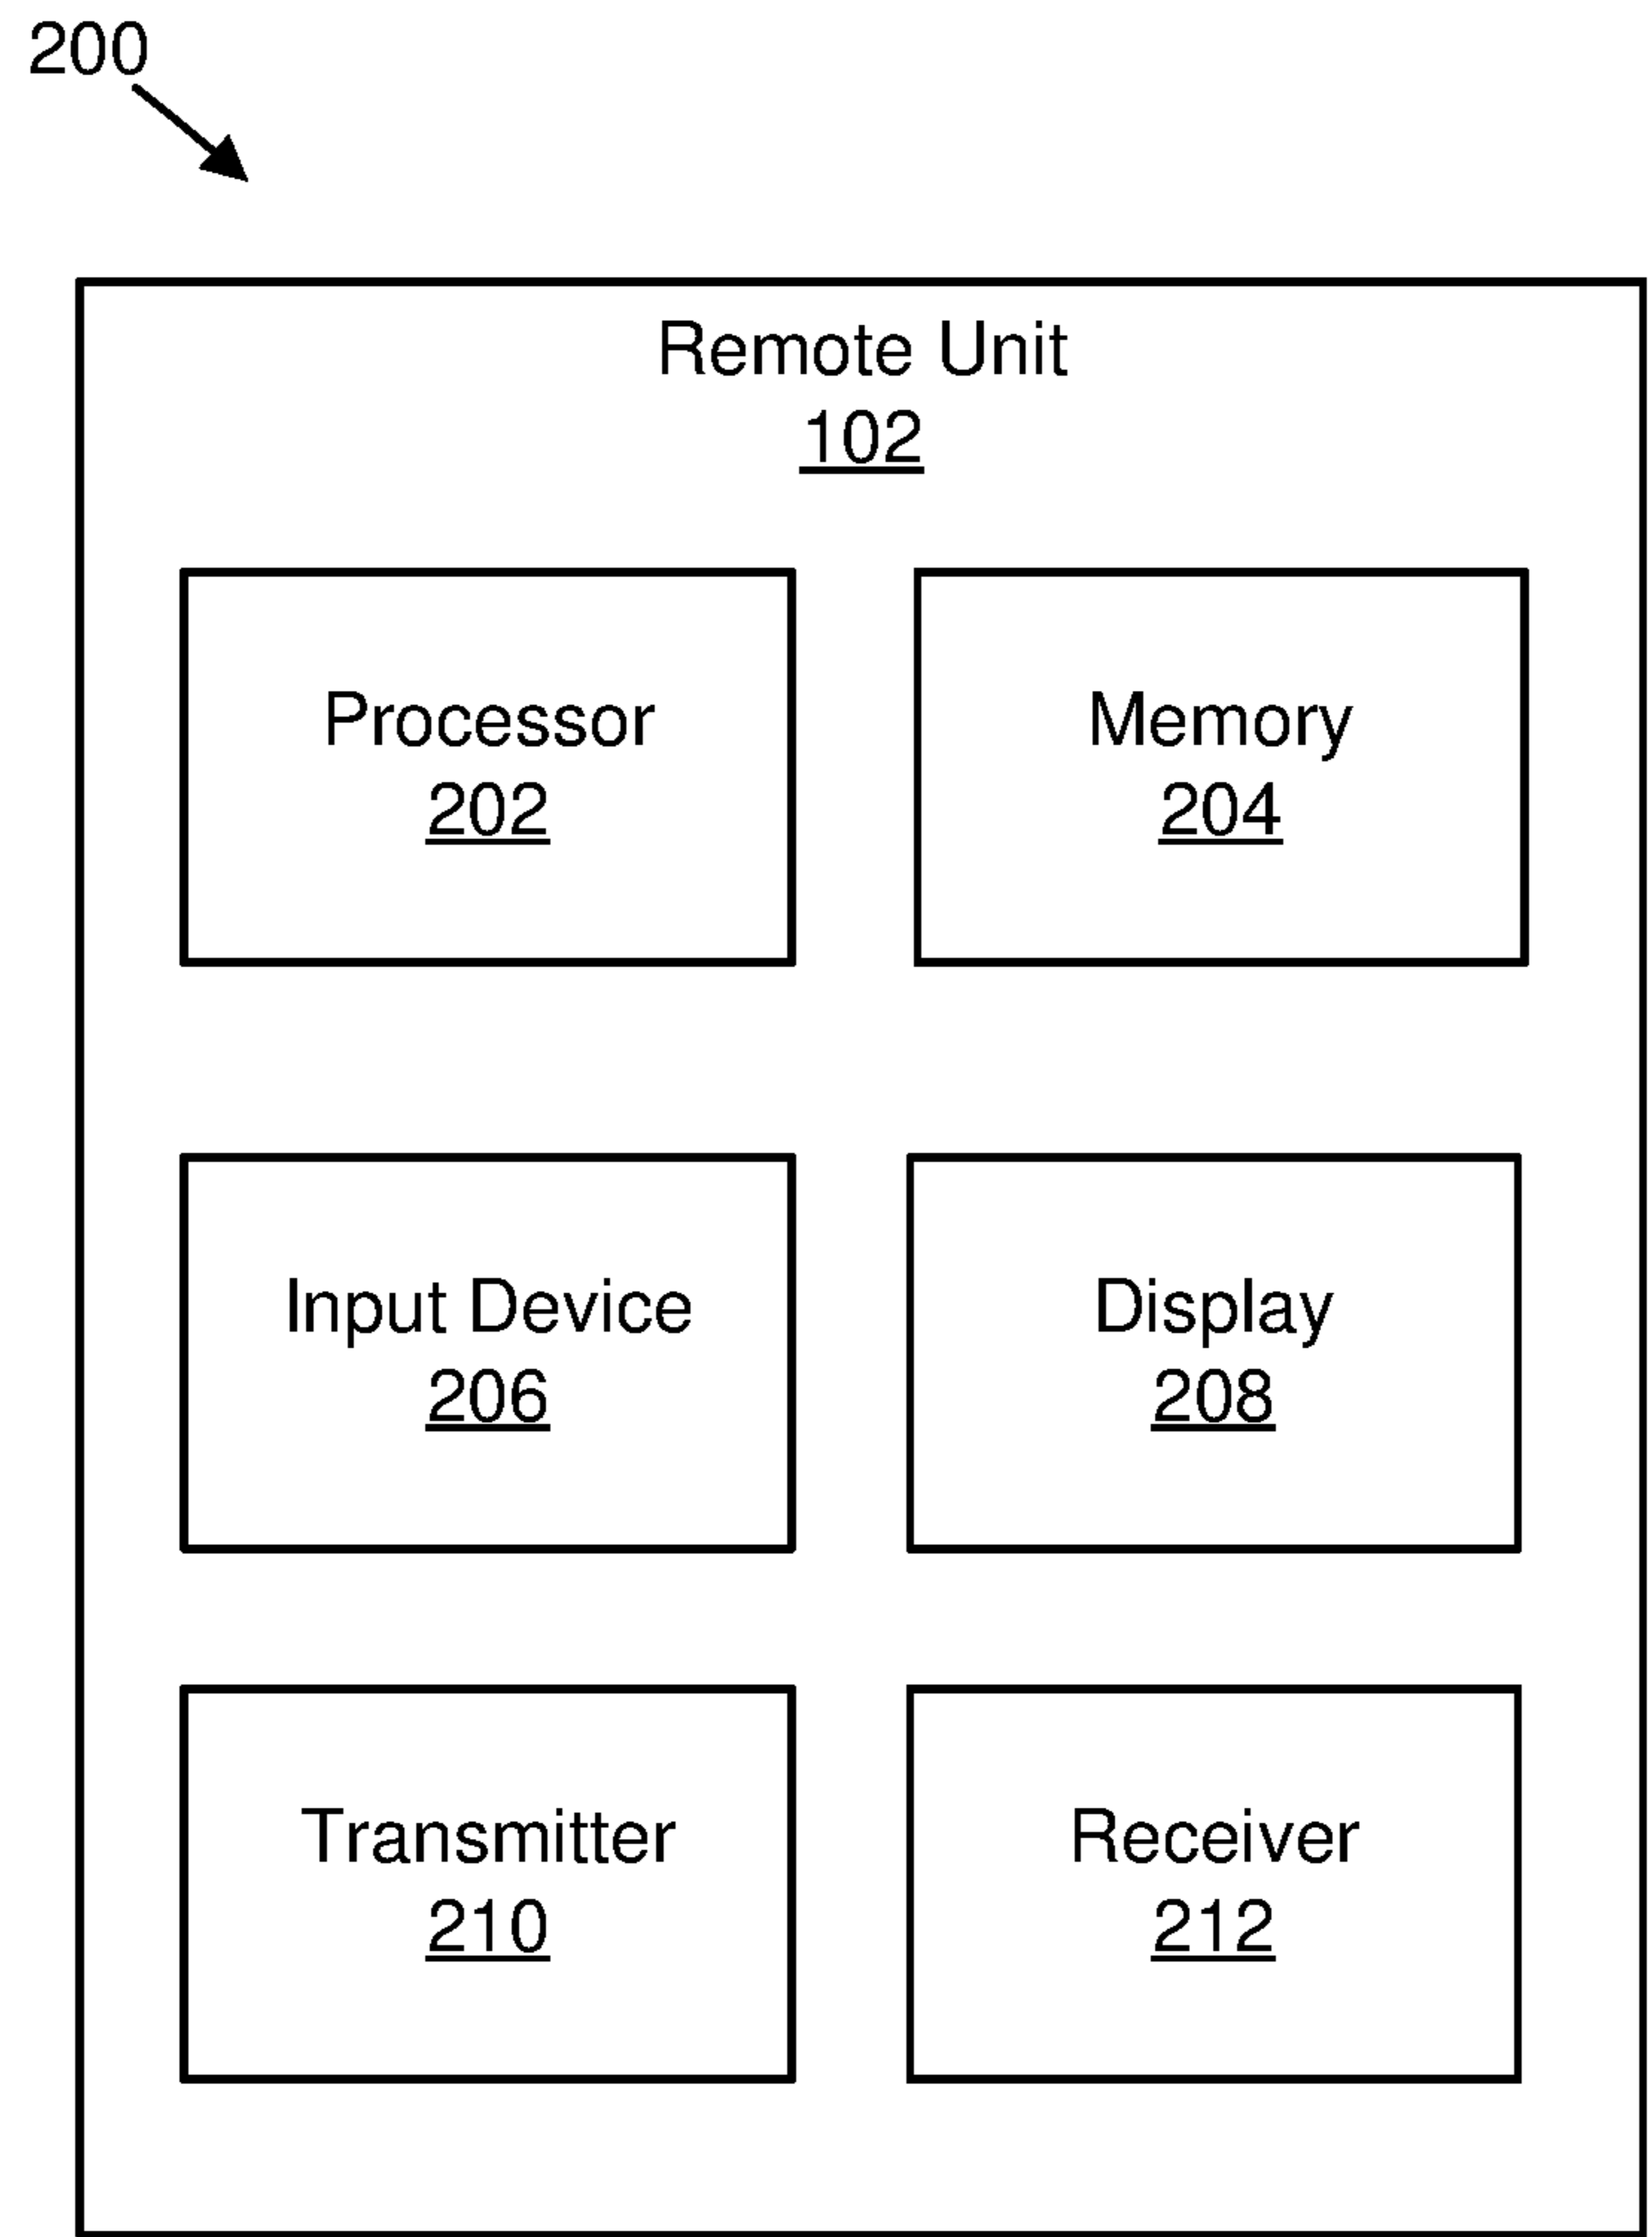 200
Remote Unit
102
Processor
202
Memory
204
Input Device
206
Display
208
Transmitter
210
Receiver
212